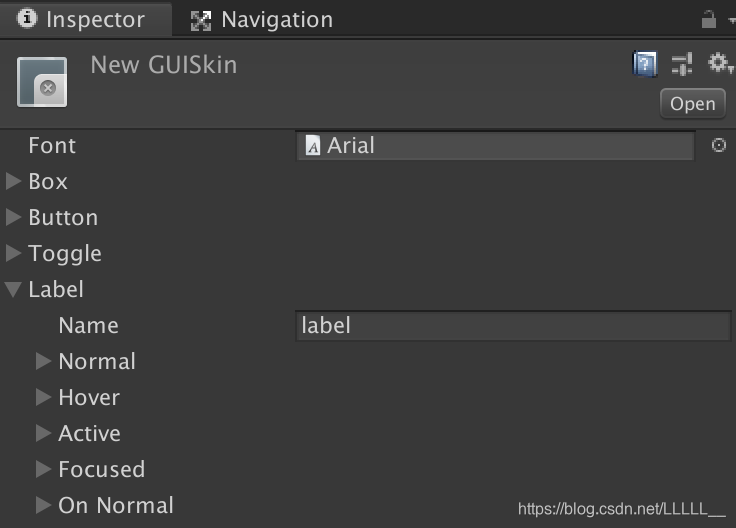 Inspector Navigation
New GUISkin
Open
Font Arial
Box
Button
Toggle
Label
Name label
Normal
Hover
Active
Focused
On Normal
https://blog.csdn.net/LLLLL__